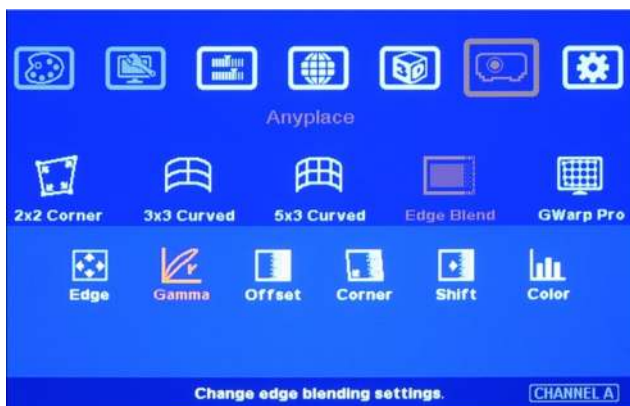 3D
Anyplace
2x2 Corner 3x3 Curved 5x3 Curved Edge Blend GWarp Pro
Edge Gamma Offset Corner Shift Color
Change edge blending settings. CHANNEL A